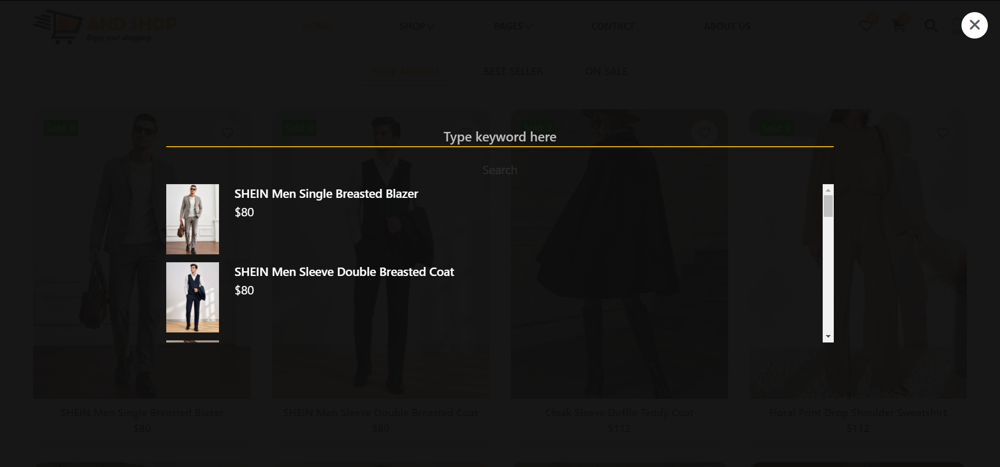 AND SHOP
Enjoy your shopping
HOME
SHOP
PAGES
CONTACT
ABOUT US
0
NEW ARRIVAL
BEST SELLER
ON SALE
Sold: 0
Sold: 0
Sold: 2
Sold: 0
Type keyword here
Search
SHEIN Men Single Breasted Blazer
$80
SHEIN Men Sleeve Double Breasted Coat
$80
SHEIN Men Single Breasted Blazer
$80
SHEIN Men Sleeve Double Breasted Coat
$80
Cloak Sleeve Duffle Teddy Coat
$112
Floral Print Drop Shoulder Sweatshirt
$112